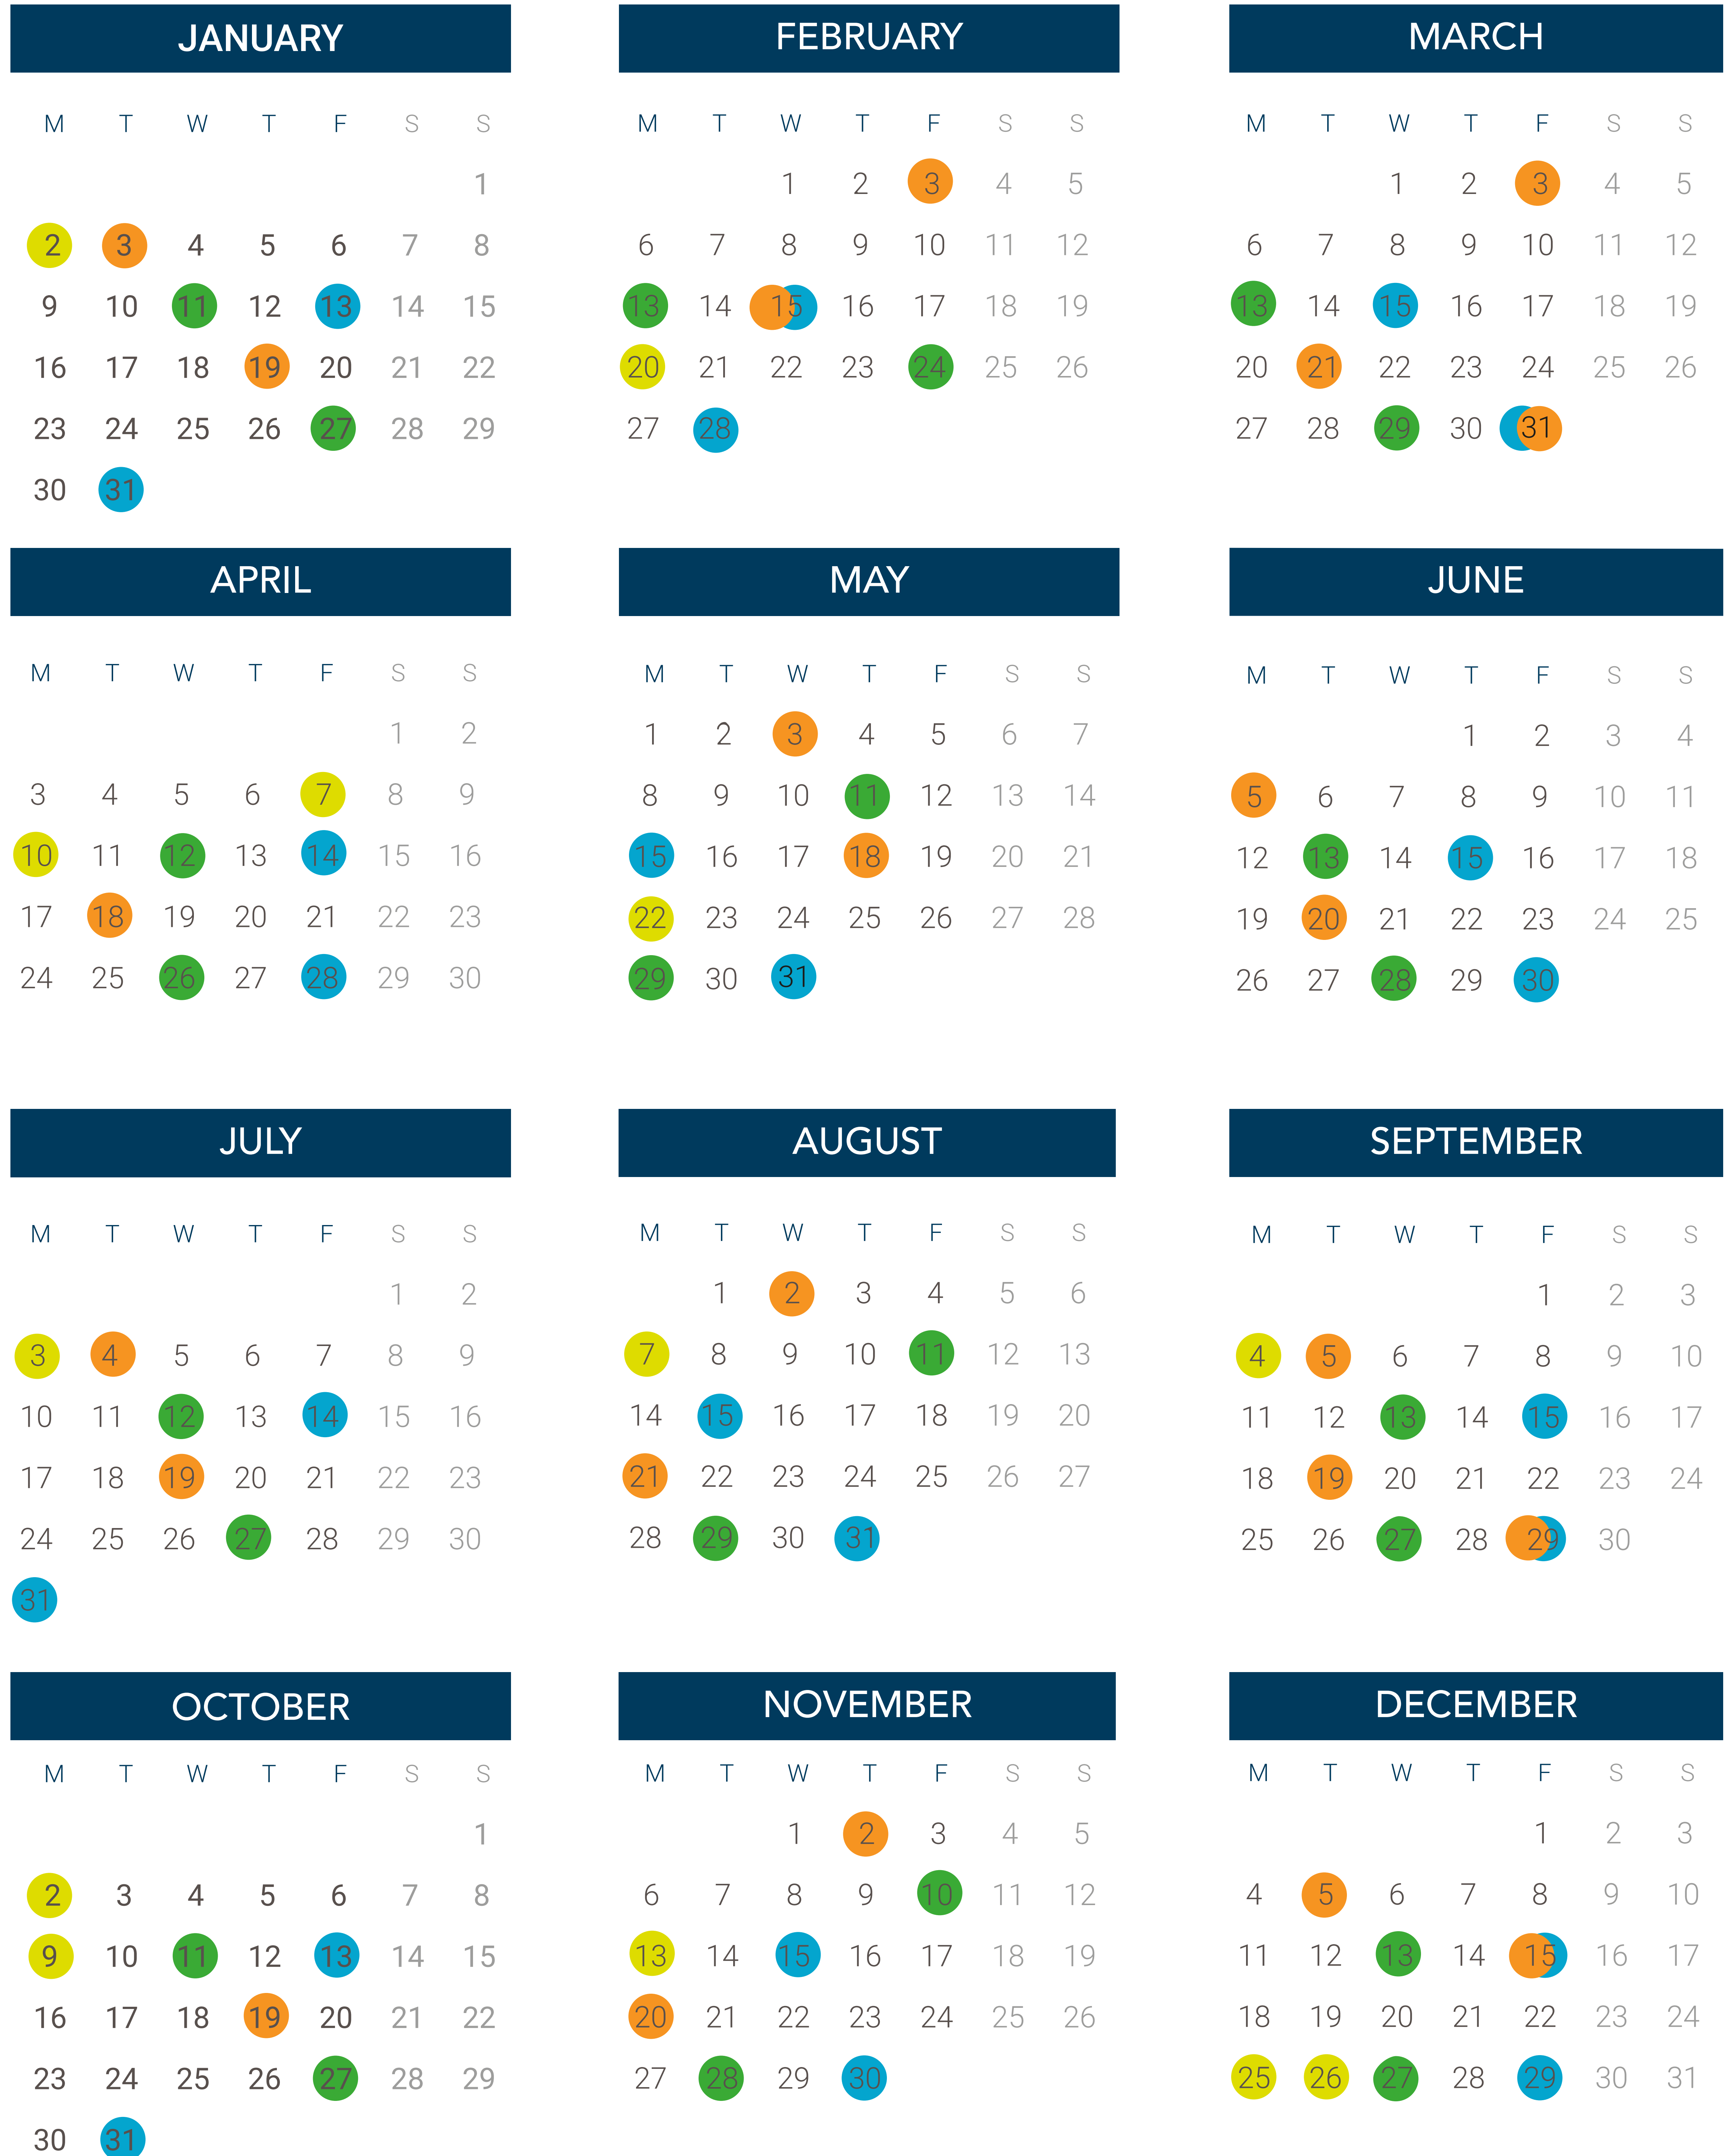 JANUARY
M T W T F S S
1
2 3 4 5 6 7 8
9 10 11 12 13 14 15
16 17 18 19 20 21 22
23 24 25 26 27 28 29
30 31
FEBRUARY
M T W T F S S
1 2 3 4 5
6 7 8 9 10 11 12
13 14 15 16 17 18 19
20 21 22 23 24 25 26
27 28
MARCH
M T W T F S S
1 2 3 4 5
6 7 8 9 10 11 12
13 14 15 16 17 18 19
20 21 22 23 24 25 26
27 28 29 30 31
APRIL
M T W T F S S
1 2
3 4 5 6 7 8 9
10 11 12 13 14 15 16
17 18 19 20 21 22 23
24 25 26 27 28 29 30
MAY
M T W T F S S
1 2 3 4 5 6 7
8 9 10 11 12 13 14
15 16 17 18 19 20 21
22 23 24 25 26 27 28
29 30 31
JUNE
M T W T F S S
1 2 3 4
5 6 7 8 9 10 11
12 13 14 15 16 17 18
19 20 21 22 23 24 25
26 27 28 29 30
JULY
M T W T F S S
1 2
3 4 5 6 7 8 9
10 11 12 13 14 15 16
17 18 19 20 21 22 23
24 25 26 27 28 29 30
31
AUGUST
M T W T F S S
1 2 3 4 5 6
7 8 9 10 11 12 13
14 15 16 17 18 19 20
21 22 23 24 25 26 27
28 29 30 31
SEPTEMBER
M T W T F S S
1 2 3
4 5 6 7 8 9 10
11 12 13 14 15 16 17
18 19 20 21 22 23 24
25 26 27 28 29 30
OCTOBER
M T W T F S S
1
2 3 4 5 6 7 8
9 10 11 12 13 14 15
16 17 18 19 20 21 22
23 24 25 26 27 28 29
30 31
NOVEMBER
M T W T F S S
1 2 3 4 5
6 7 8 9 10 11 12
13 14 15 16 17 18 19
20 21 22 23 24 25 26
27 28 29 30
DECEMBER
M T W T F S S
1 2 3
4 5 6 7 8 9 10
11 12 13 14 15 16 17
18 19 20 21 22 23 24
25 26 27 28 29 30 31